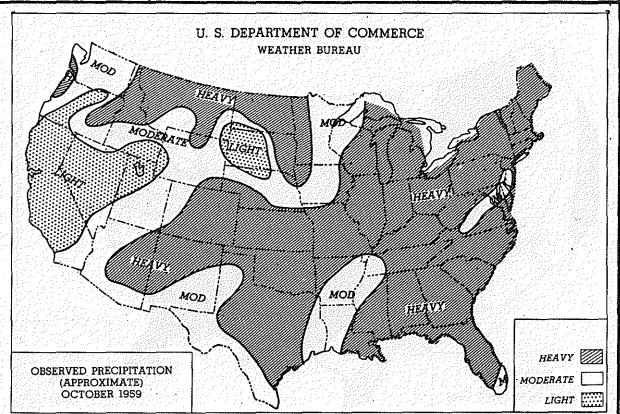 U. S. DEPARTMENT OF COMMERCE
WEATHER BUREAU
MOD
HEAVY
MODERATE
MOD
LIGHT
LIGHT
HEAVY
M
HEAVY
MOD
MOD
HEAVY
M
OBSERVED PRECIPITATION
(APPROXIMATE)
OCTOBER 1959
HEAVY
MODERATE
LIGHT